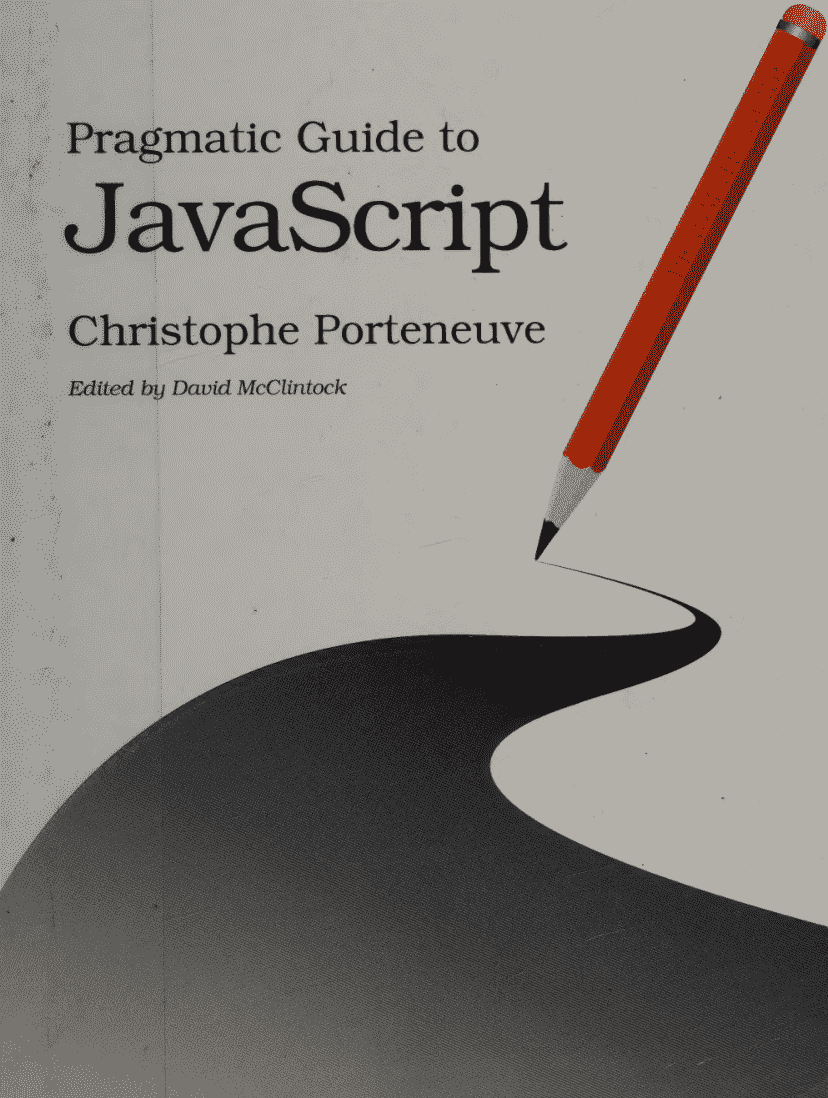 Pragmatic Guide to
JavaScript
Christophe Porteneuve
Edited by David McClintock